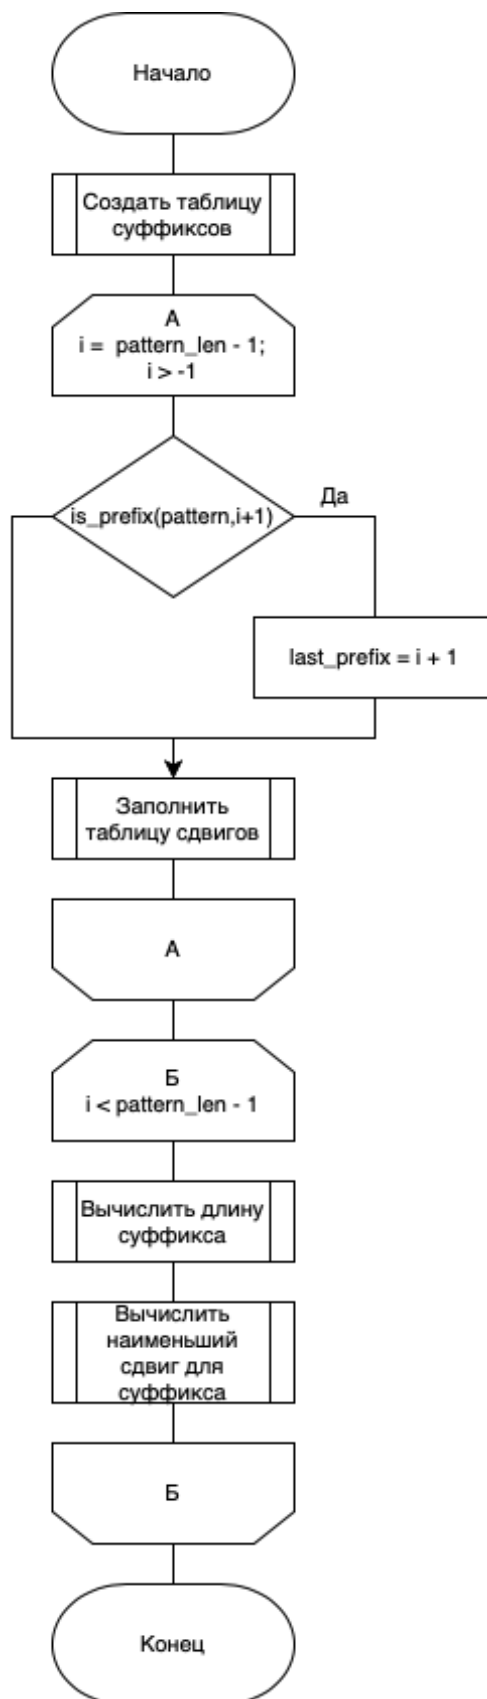 Начало
Создать таблицу
суффиксов
А
i = pattern_len - 1;
i > -1
is_prefix(pattern,i+1)
Да
last_prefix = i + 1
Заполнить
таблицу сдвигов
А
Б
i < pattern_len - 1
Вычислить длину
суффикса
Вычислить
наименьший
сдвиг для
суффикса
Б
Конец